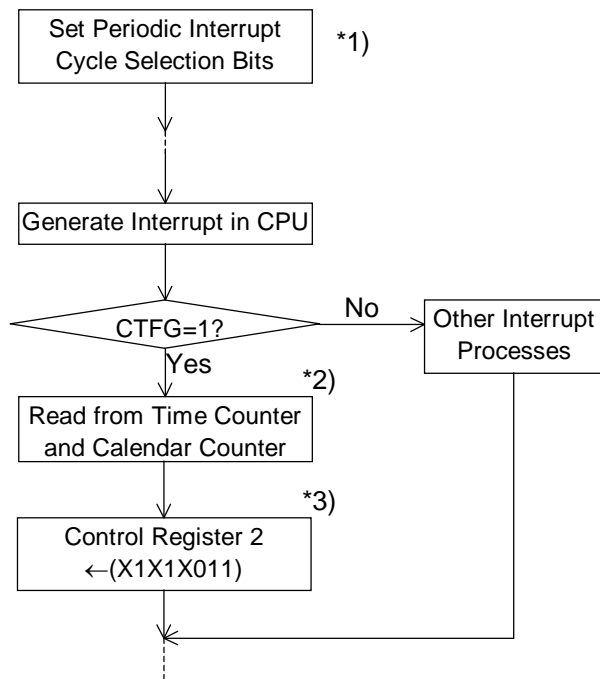 Set Periodic Interrupt
Cycle Selection Bits
*1)
Generate Interrupt in CPU
CTFG=1?
No
Other Interrupt
Processes
Yes
*2)
Read from Time Counter
and Calendar Counter
*3)
Control Register 2
←(X1X1X011)